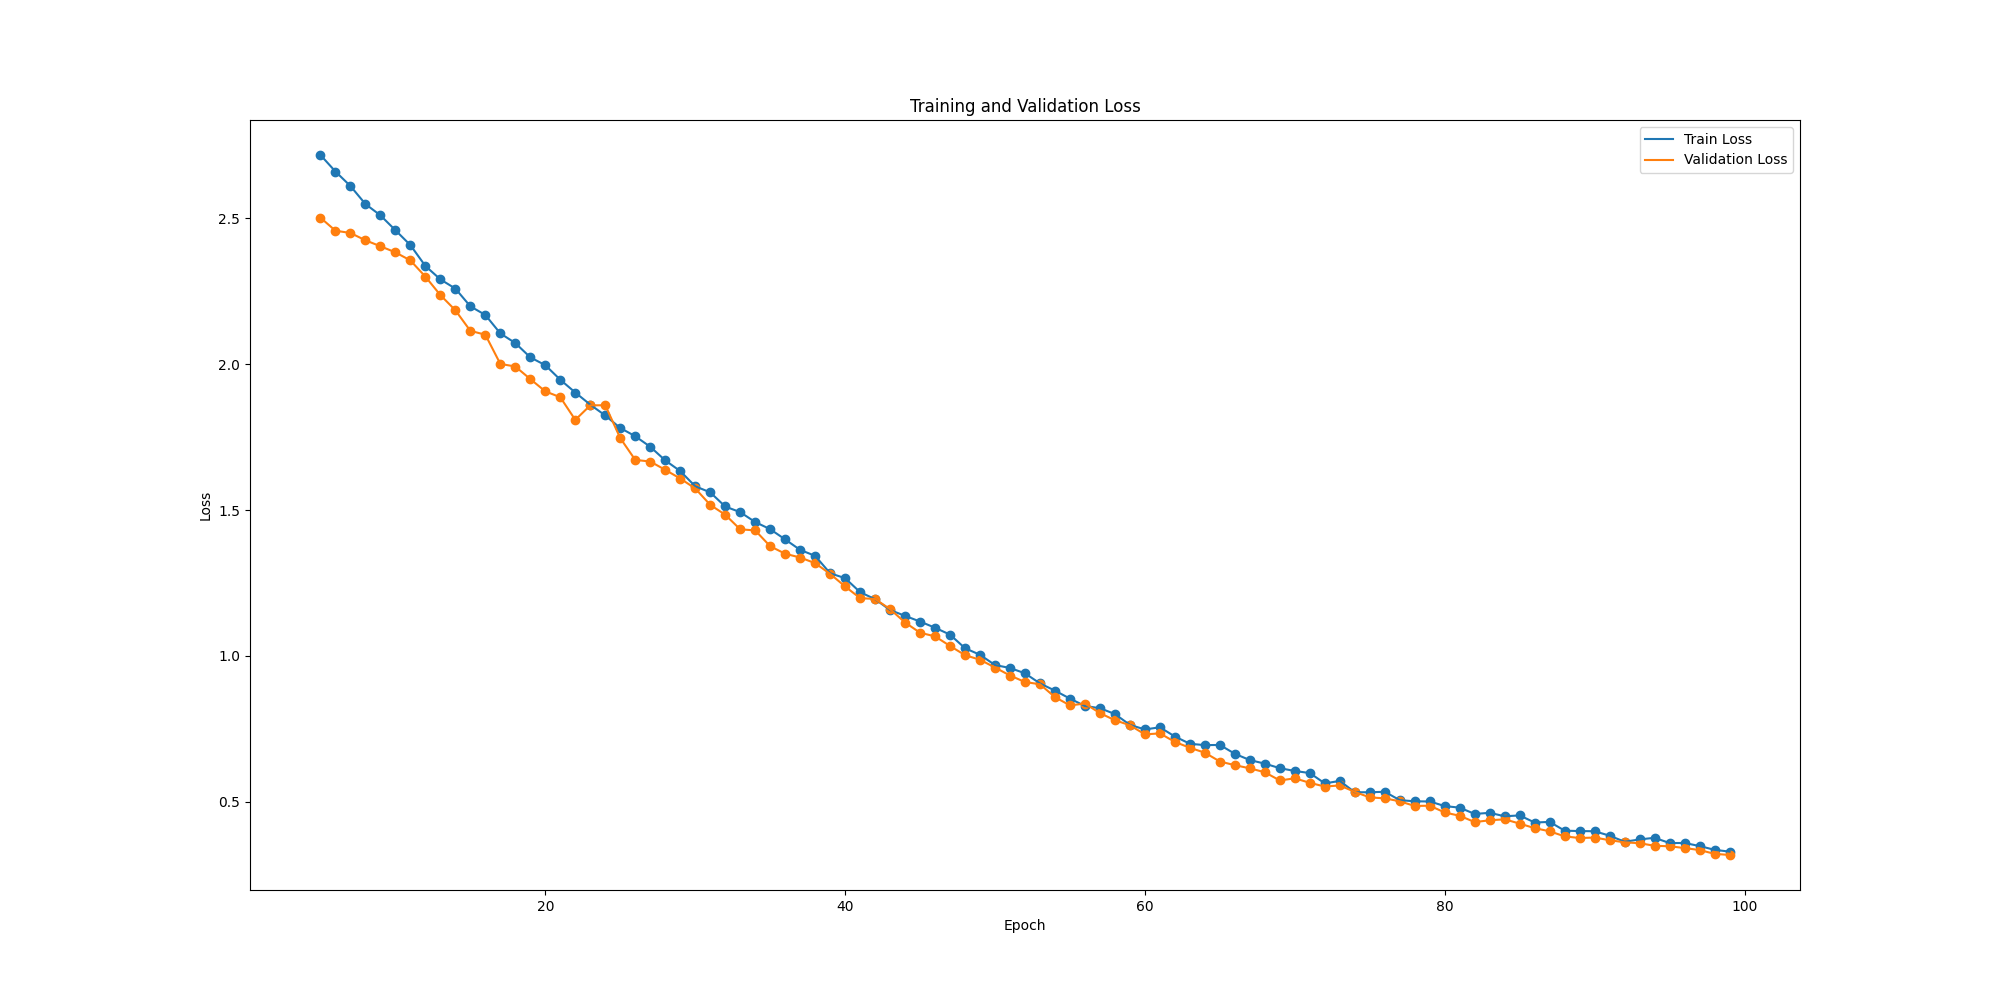 Training and Validation Loss
Train Loss
Validation Loss
2.5
2.0
1.5
1.0
0.5
Loss
20 40 60 80 100
Epoch